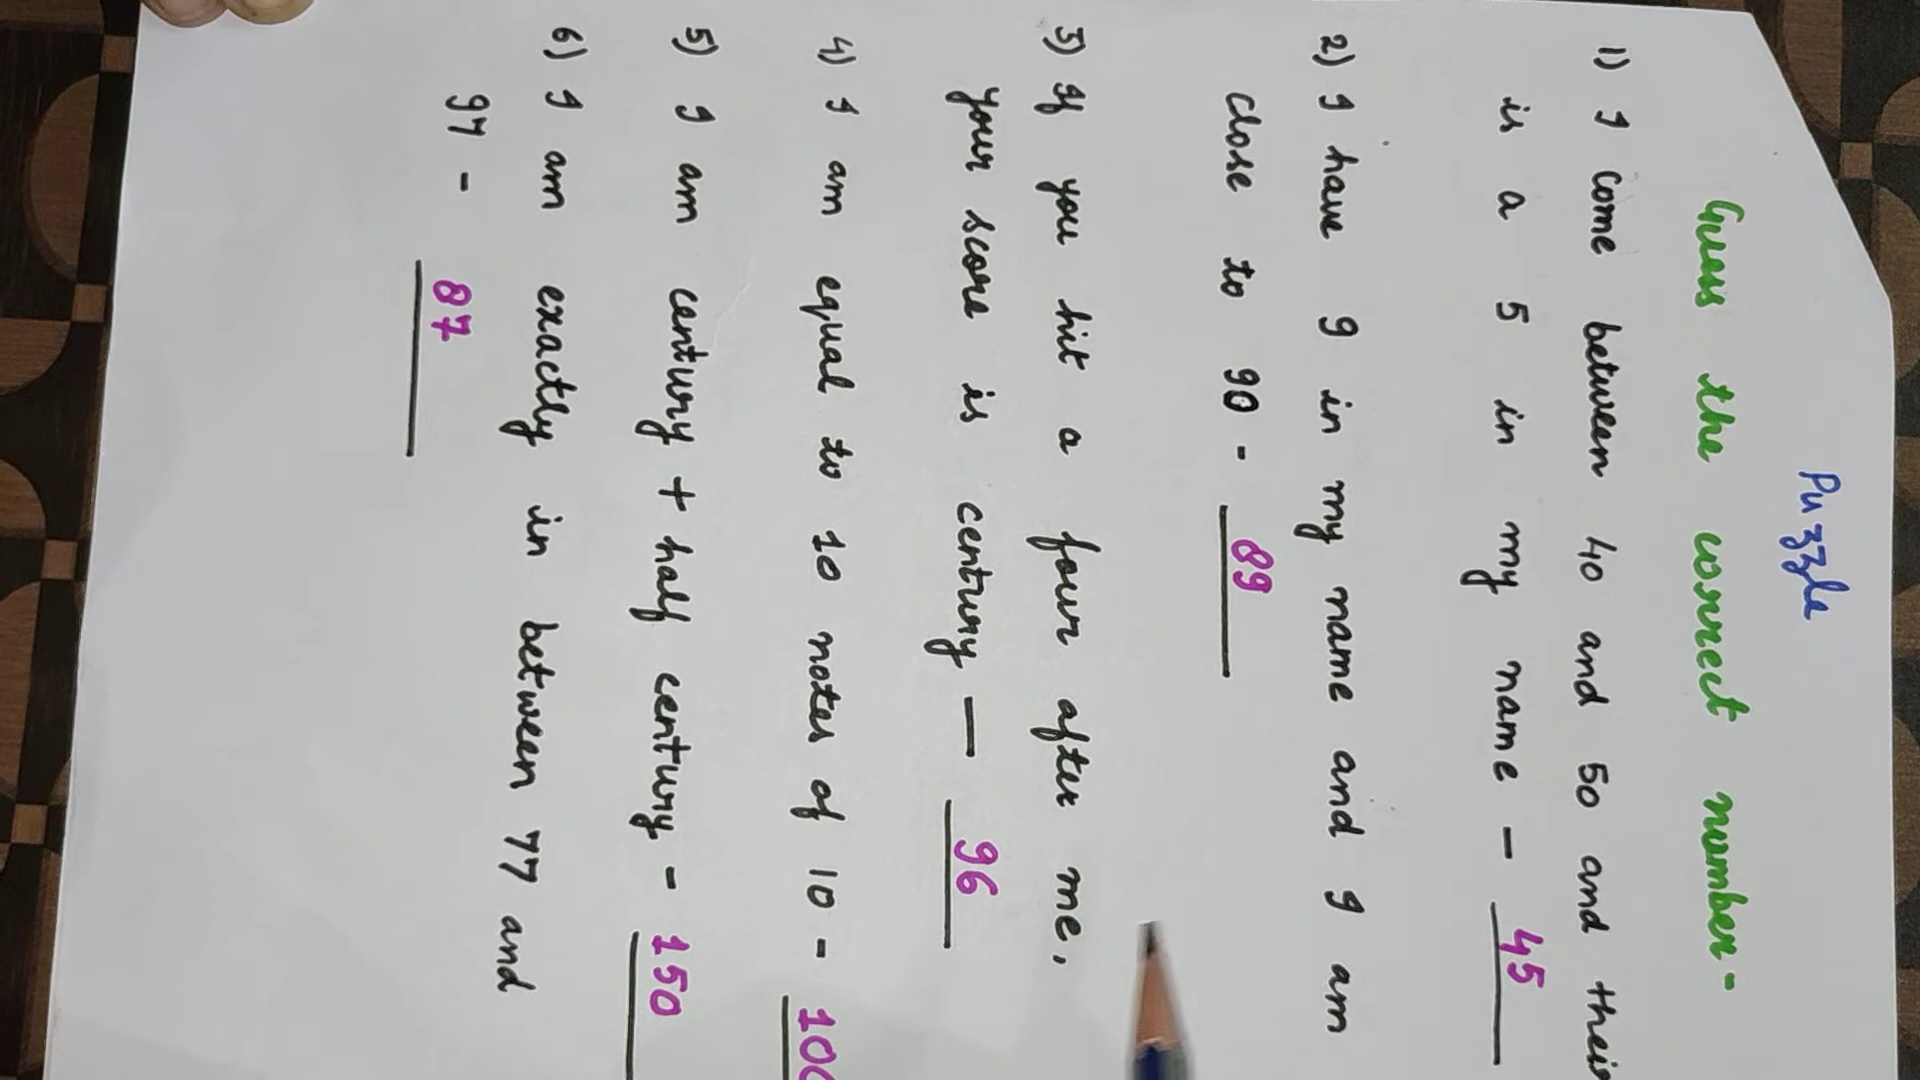 Puzzle
Guess the correct number-
1) I come between 40 and 50 and their
is a 5 in my name - 45
2) I have 9 in my name and I am
close to 90 - 89
3) If you hit a four after me,
your score is century - 96
4) I am equal to 10 notes of 10 - 100
5) I am century + half century - 150
6) I am exactly in between 77 and
97 - 87